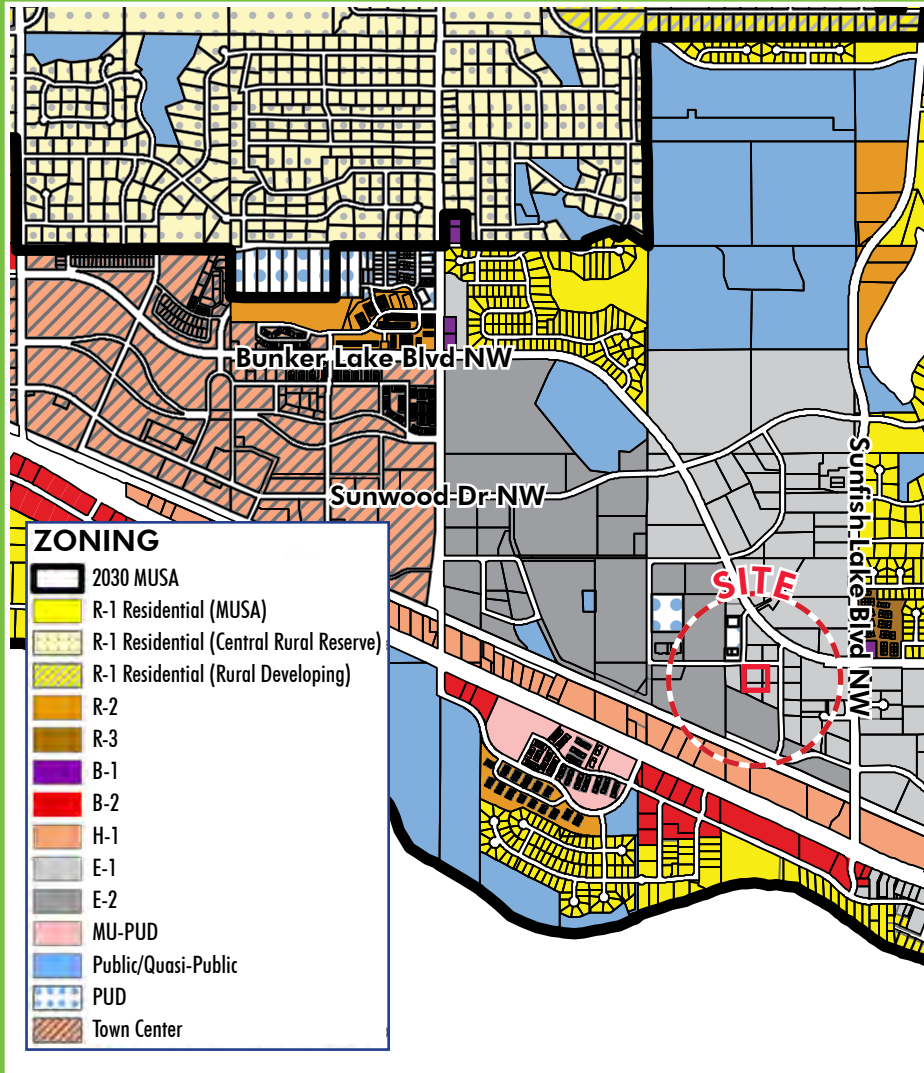 Bunker Lake Blvd NW
Sunwood Dr NW
Sunfish Lake Blvd NW
SITE
ZONING
2030 MUSA
R-1 Residential (MUSA)
R-1 Residential (Central Rural Reserve)
R-1 Residential (Rural Developing)
R-2
R-3
B-1
B-2
H-1
E-1
E-2
MU-PUD
Public/Quasi-Public
PUD
Town Center